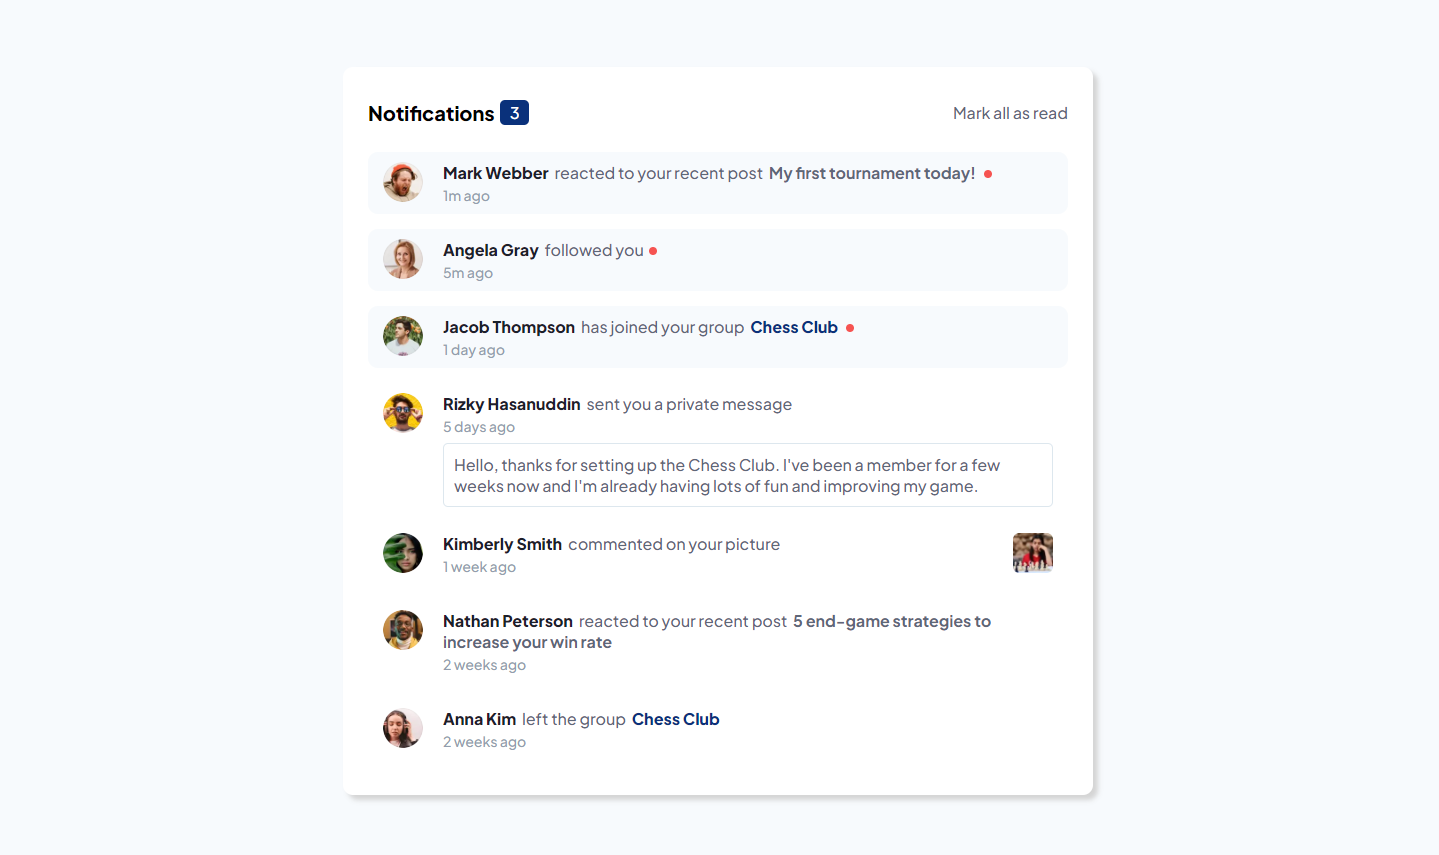 Notifications 3
Mark all as read
Mark Webber reacted to your recent post My first tournament today!
1m ago
Angela Gray followed you
5m ago
Jacob Thompson has joined your group Chess Club
1 day ago
Rizky Hasanuddin sent you a private message
5 days ago
Hello, thanks for setting up the Chess Club. I've been a member for a few
weeks now and I'm already having lots of fun and improving my game.
Kimberly Smith commented on your picture
1 week ago
Nathan Peterson reacted to your recent post 5 end-game strategies to
increase your win rate
2 weeks ago
Anna Kim left the group Chess Club
2 weeks ago